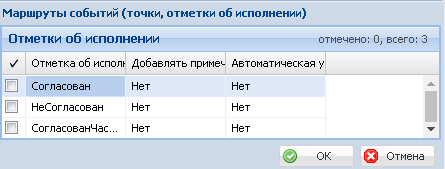 Маршруты событий (точки, отметки об исполнении)
Отметки об исполнении отмечено: 0, всего: 3
Отметка об исполн Добавлять примеч Автоматическая у
Согласован Нет Нет
НеСогласован Нет Нет
СогласованЧас... Нет Нет
OK Отмена